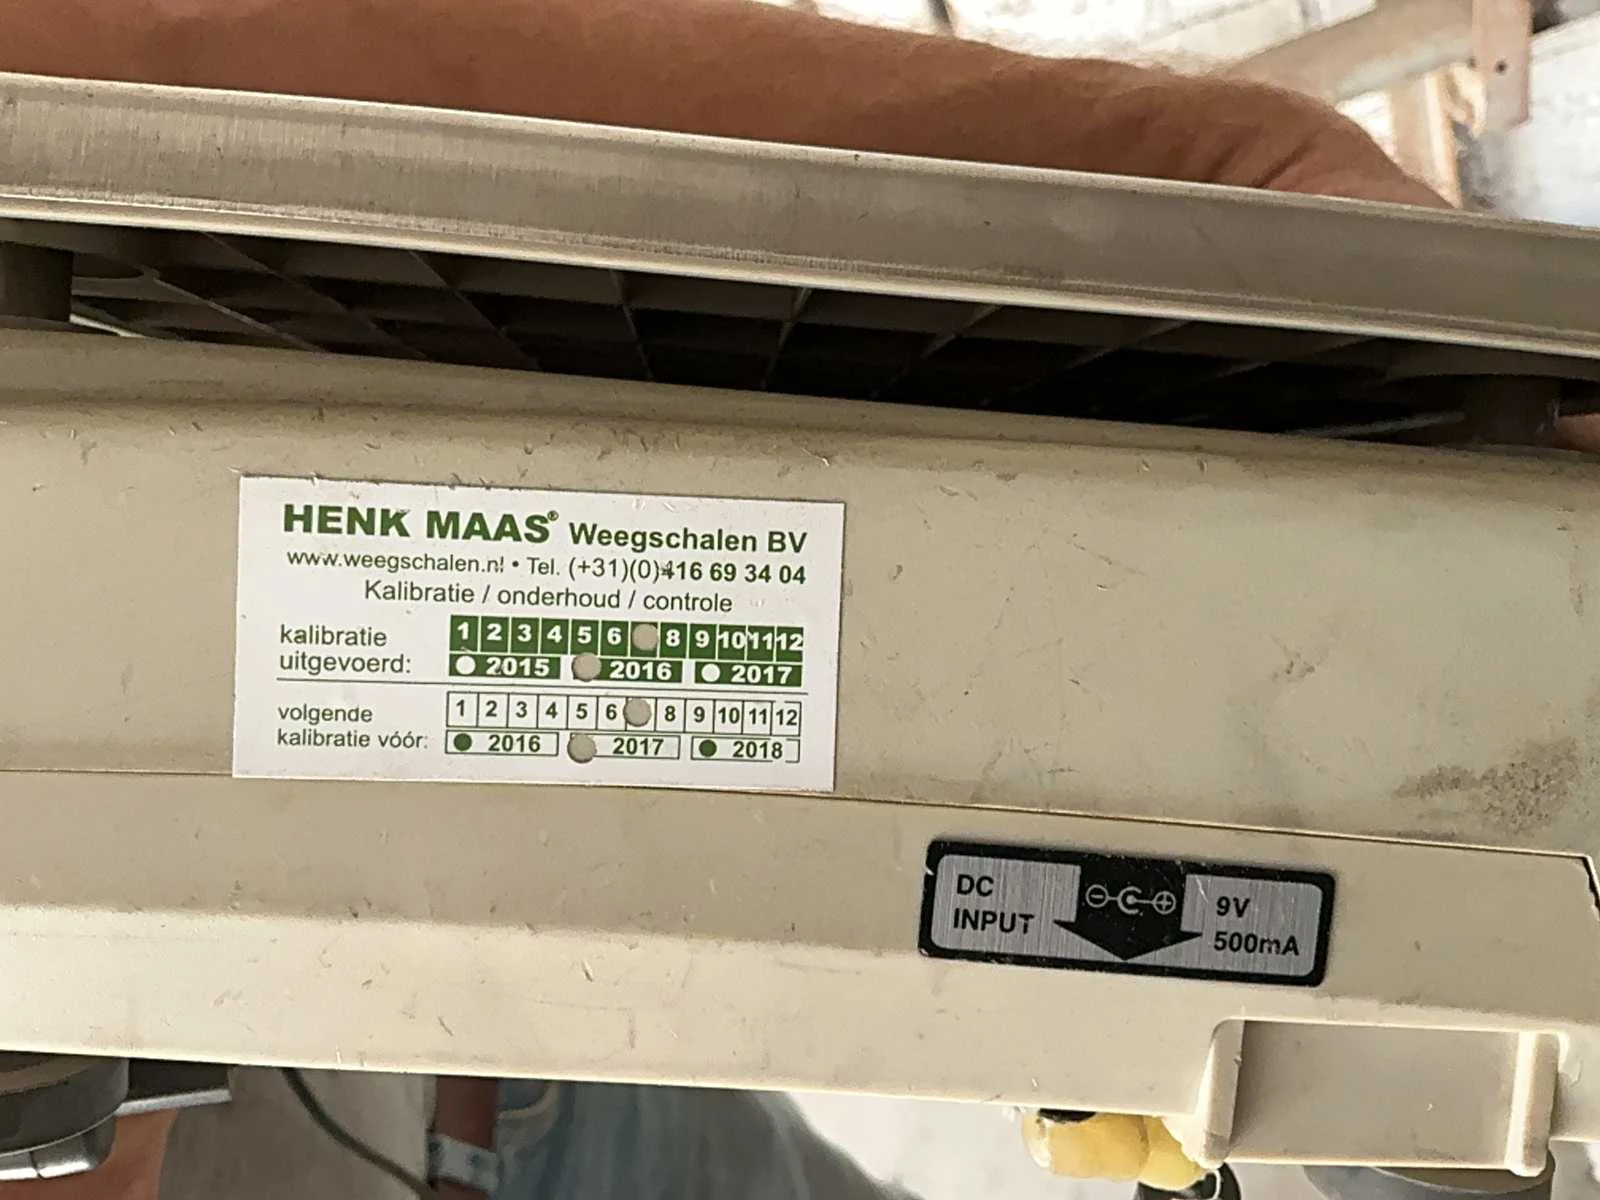 HENK MAAS® Weegschalen BV
www.weegschalen.nl • Tel. (+31)(0)416 69 34 04
Kalibratie / onderhoud / controle
kalibratie uitgevoerd:
1 2 3 4 5 6 8 9 10 11 12
2015 2016 2017
volgende kalibratie vóór:
1 2 3 4 5 6 8 9 10 11 12
2016 2017 2018
DC INPUT
9V
500mA